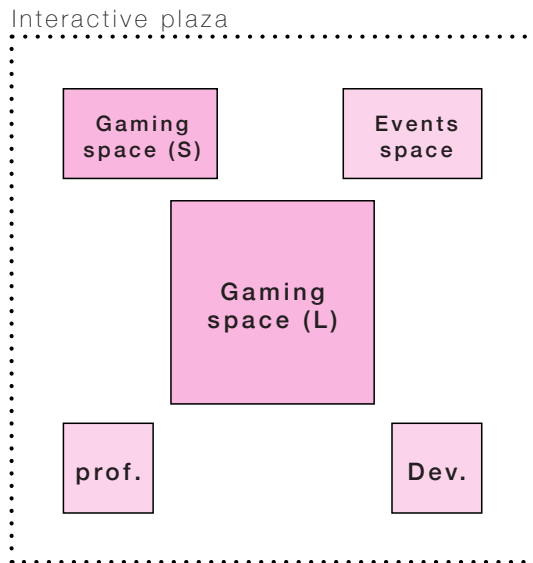 Interactive plaza
Gaming
space (S)
Events
space
Gaming
space (L)
prof.
Dev.